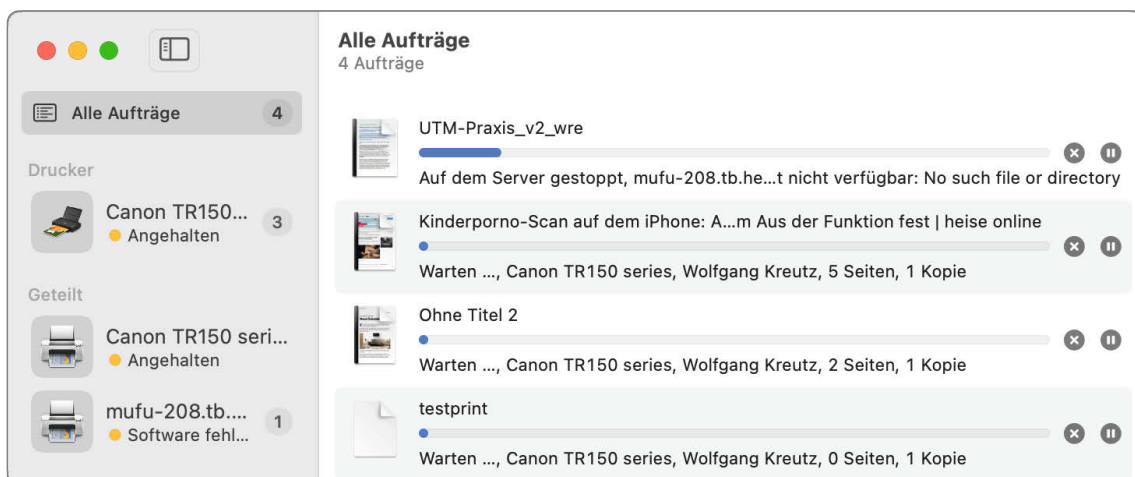 Alle Aufträge
4 Aufträge
Alle Aufträge 4
Drucker
Canon TR150... 3
Angehalten
Geteilt
Canon TR150 seri...
Angehalten
mufu-208.tb.... 1
Software fehl...
UTM-Praxis_v2_wre
Auf dem Server gestoppt, mufu-208.tb.he...t nicht verfügbar: No such file or directory
Kinderporno-Scan auf dem iPhone: A...m Aus der Funktion fest | heise online
Warten ..., Canon TR150 series, Wolfgang Kreutz, 5 Seiten, 1 Kopie
Ohne Titel 2
Warten ..., Canon TR150 series, Wolfgang Kreutz, 2 Seiten, 1 Kopie
testprint
Warten ..., Canon TR150 series, Wolfgang Kreutz, 0 Seiten, 1 Kopie